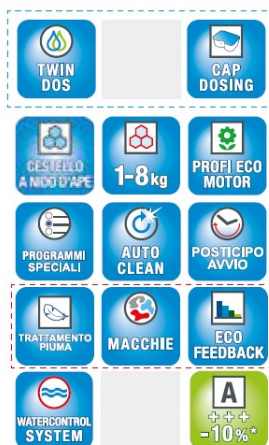 TWIN
DOS
CAP
DOSING
CESTELLO
A NIDO D'APE
1-8kg
PROFI ECO
MOTOR
PROGRAMMI
SPECIALI
AUTO
CLEAN
POSTICIPO
AVVIO
TRATTAMENTO
PIUMA
MACCHIE
ECO
FEEDBACK
WATERCONTROL
SYSTEM
A
+++
-10%*